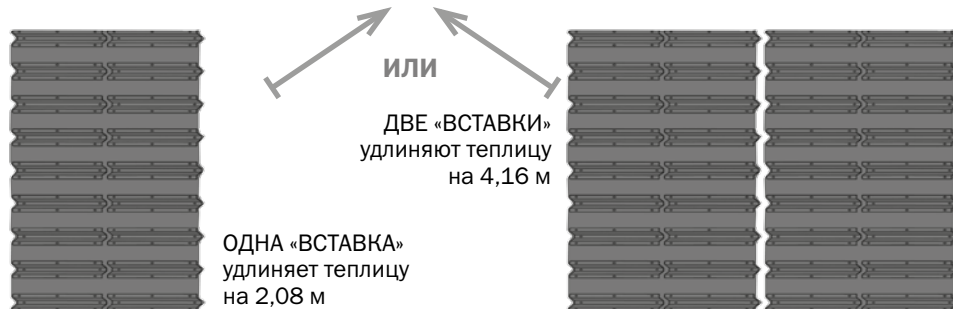 ИЛИ
ДВЕ «ВСТАВКИ»
удлиняют теплицу
на 4,16 м
ОДНА «ВСТАВКА»
удлиняет теплицу
на 2,08 м